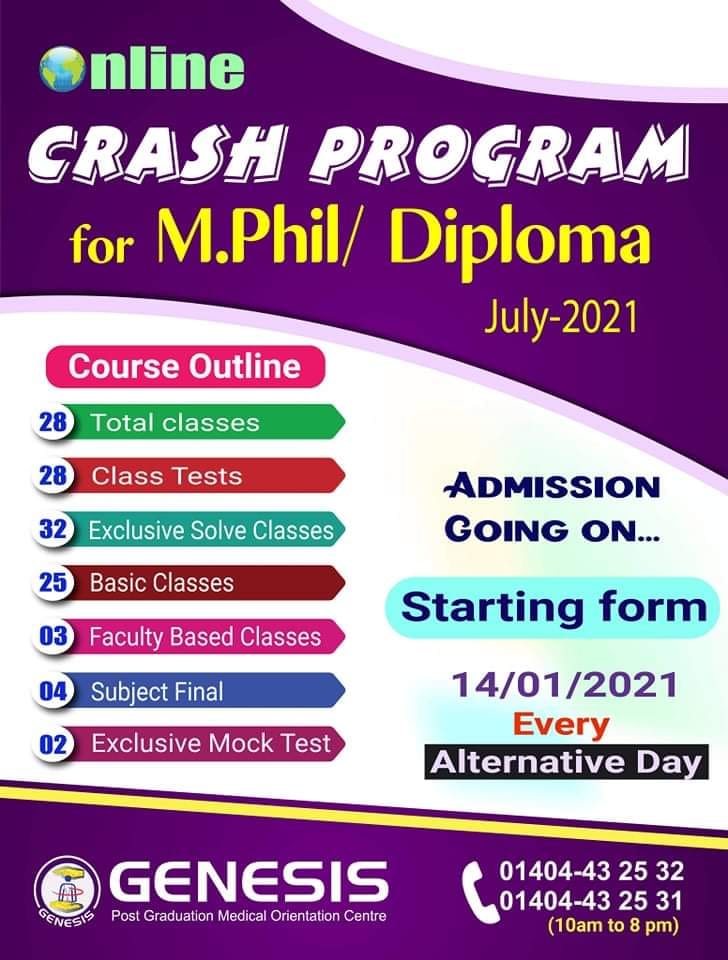 Online
CRASH PROGRAM
for M.Phil/ Diploma
July-2021
Course Outline
28 Total classes
28 Class Tests
32 Exclusive Solve Classes
25 Basic Classes
03 Faculty Based Classes
04 Subject Final
02 Exclusive Mock Test
ADMISSION
GOING ON...
Starting form
14/01/2021
Every
Alternative Day
GENESIS
GENESIS
Post Graduation Medical Orientation Centre
01404-43 25 32
01404-43 25 31
(10am to 8 pm)